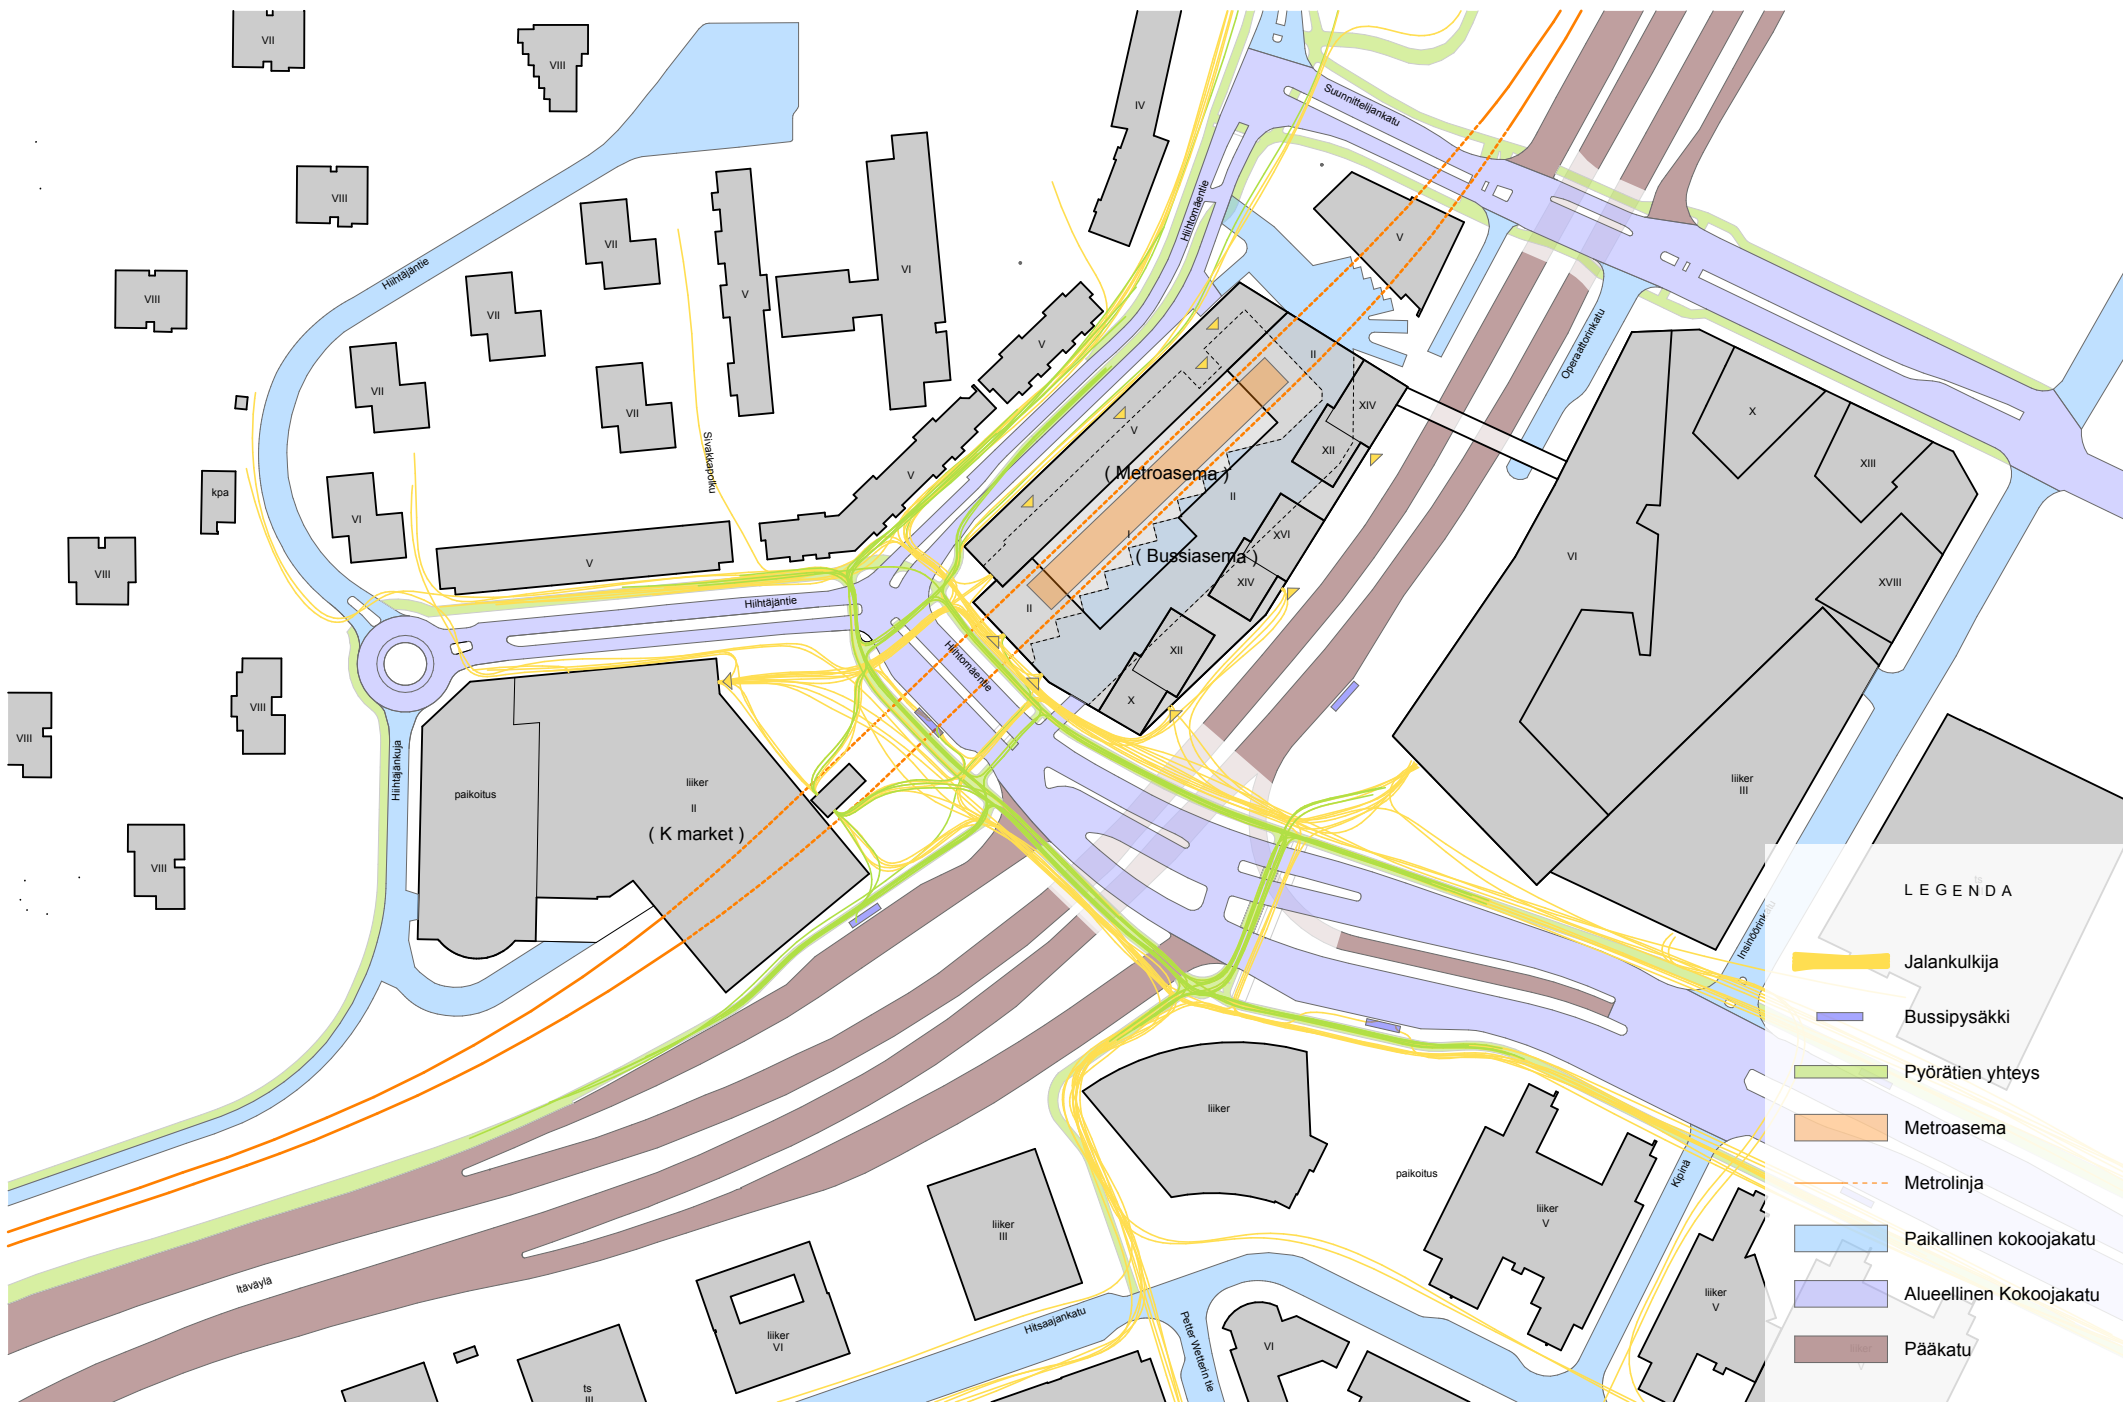 VII
VIII
IV
Suunnittelijankatu
VIII
Hiihtomäentie
V
VII
VI
Hiihtäjäntie
VIII
V
VII
V
II
Operaattorinkatu
VII
VII
XIV
X
V
XII
XIII
Sivakkapolku
V
( Metroasema )
kpa
II
VI
I
XVI
( Bussiasema )
VI
V
VIII
XIV
XVIII
Hiihtäjäntie
II
Hiihtomäentie
XII
X
VIII
VIII
Hiihtäjänkuja
paikoitus
liiker
II
( K market )
liiker
III
VIII
ts
Insinöörinkatu
LEGENDA
Jalankulkija
Bussipysäkki
Pyörätien yhteys
Metroasema
Metrolinja
Paikallinen kokoojakatu
Alueellinen Kokoojakatu
Pääkatu
liiker
paikoitus
Kipinä
liiker
V
liiker
III
Itäväylä
liiker
V
Hitsaajankatu
Petter Wetterin tie
liiker
VI
VI
liiker
ts
III